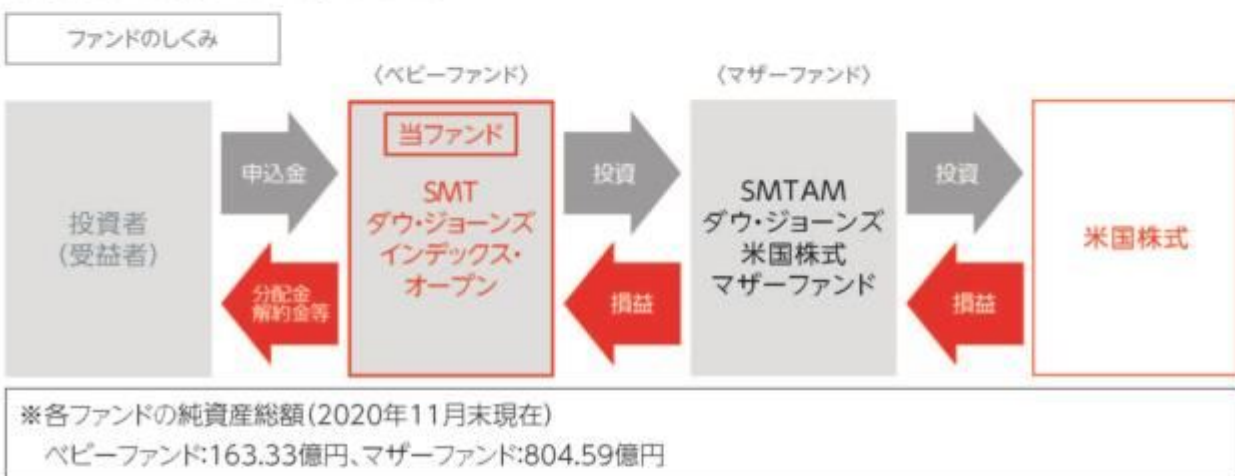 ファンドのしくみ
〈ベビーファンド〉
〈マザーファンド〉
投資者
(受益者)
申込金
分配金
解約金等
当ファンド
SMT
ダウ・ジョーンズ
インデックス・
オープン
投資
損益
SMTAM
ダウ・ジョーンズ
米国株式
マザーファンド
投資
損益
米国株式
※各ファンドの純資産総額(2020年11月末現在)
ベビーファンド:163.33億円、マザーファンド:804.59億円